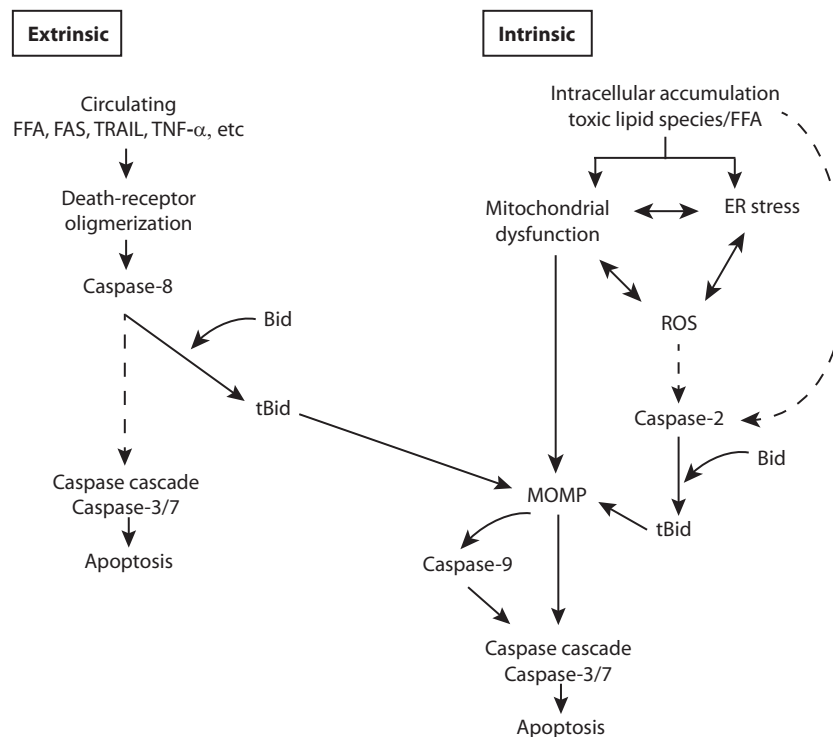 Extrinsic
Circulating
FFA, FAS, TRAIL, TNF-α, etc
Death-receptor
oligmerization
Caspase-8
Bid
tBid
Caspase cascade
Caspase-3/7
Apoptosis
Intrinsic
Intracellular accumulation
toxic lipid species/FFA
Mitochondrial
dysfunction
ER stress
ROS
Caspase-2
Bid
tBid
MOMP
Caspase-9
Caspase cascade
Caspase-3/7
Apoptosis